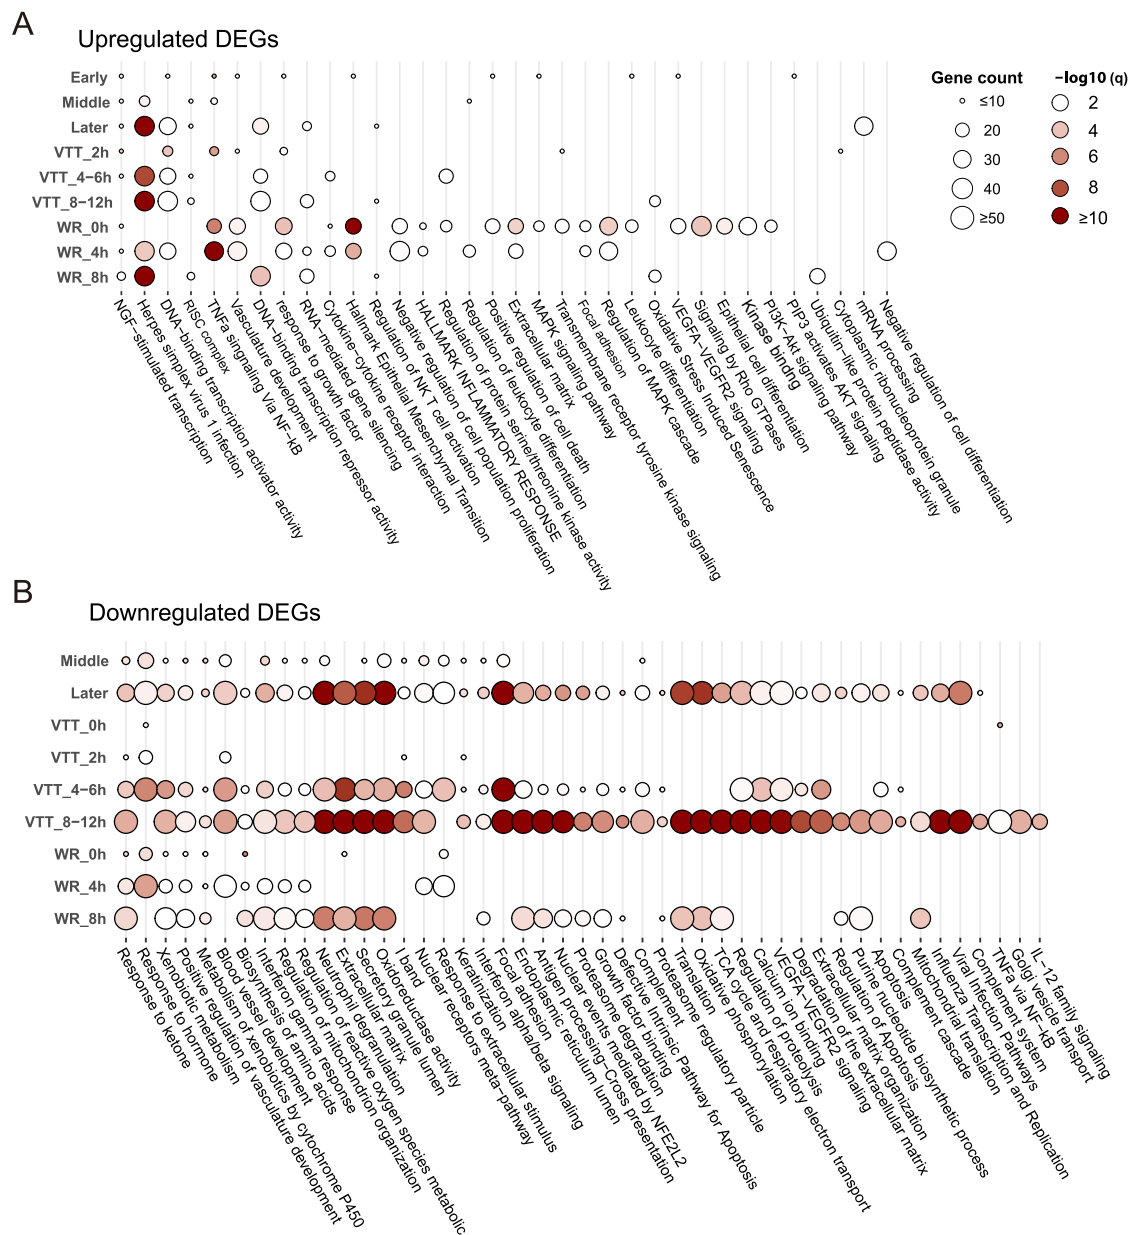 A
Upregulated DEGs
Early
Middle
Later
VTT_2h
VTT_4−6h
VTT_8−12h
WR_0h
WR_4h
WR_8h
Gene count
≤10
20
30
40
≥50
−log10 (q)
2
4
6
8
≥10
NGF−stimulated transcription
Herpes simplex virus 1 infection
DNA−binding transcription activator activity
RISC complex
TNFa singnaling Via NF−kB
Vasculature development
DNA−binding transcription repressor activity
response to growth factor
RNA−mediated gene silencing
Cytokine−cytokine receptor interaction
Hallmark Epithelial Mesenchymal Transition
Regulation of NK T cell activation
Negative regulation of cell population proliferation
HALLMARK INFLAMMATORY RESPONSE
Regulation of protein serine/threonine kinase activity
Regulation of leukocyte differentiation
Positive regulation of cell death
Extracellular matrix
MAPK signaling pathway
Transmembrane receptor tyrosine kinase signaling
Focal adhesion
Regulation of MAPK cascade
Leukocyte differentiation
Oxidative Stress Induced Senescence
VEGFA−VEGFR2 signaling
Signaling by Rho GTPases
Epithelial cell differentiation
Kinase bindng
PI3K−Akt signaling pathway
PIP3 activates AKT signaling
Ubiquitin−like protein peptidase activity
Cytoplasmic ribonucleoprotein granule
mRNA processing
Negative regulation of cell differentiation
B
Downregulated DEGs
Middle
Later
VTT_0h
VTT_2h
VTT_4−6h
VTT_8−12h
WR_0h
WR_4h
WR_8h
Response to ketone
Response to hormone
Xenobiotic metabolism
Positive regulation of vasculature development
Metabolism of xenobiotics by cytochrome P450
Blood vessel development
Biosynthesis of amino acids
Interferon gamma response
Regulation of mitochondrion organization
Regulation of reactive oxygen species metabolic
Neutrophil degranulation
Extracellular matrix
Secretory granule lumen
Oxidoreductase activity
I band
Nuclear receptors meta−pathway
Response to extracellular stimulus
Keratinization
Interferon alpha/beta signaling
Focal adhesion
Endoplasmic reticulum lumen
Antigen processing−Cross presentation
Nuclear events mediated by NFE2L2
Proteasome degradation
Growth factor binding
Defective Intrinsic Pathway for Apoptosis
Complement
Proteasome regulatory particle
Translation
Oxidative phosphorylation
TCA cycle and respiratory electron transport
Regulation of proteolysis
Calcium ion binding
VEGFA−VEGFR2 signaling
Degradation of the extracellular matrix
Extracellular matrix organization
Regulation of Apoptosis
Purine nucleotide biosynthetic process
Apoptosis
Complement cascade
Mitochondrial translation
Influenza Transcription and Replication
Viral Infection Pathways
Complement system
TNFa via NF−kB
Golgi vesicle transport
IL−12 family signaling